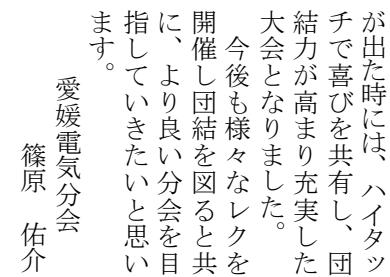 が出た時には、ハイタッ
チで喜びを共有し、団
結力が高まり充実した
大会となりました。
　今後も様々なレクを
開催し団結を図ると共
に、より良い分会を目
指していきたいと思い
ます。
愛媛電気分会
篠原　佑介